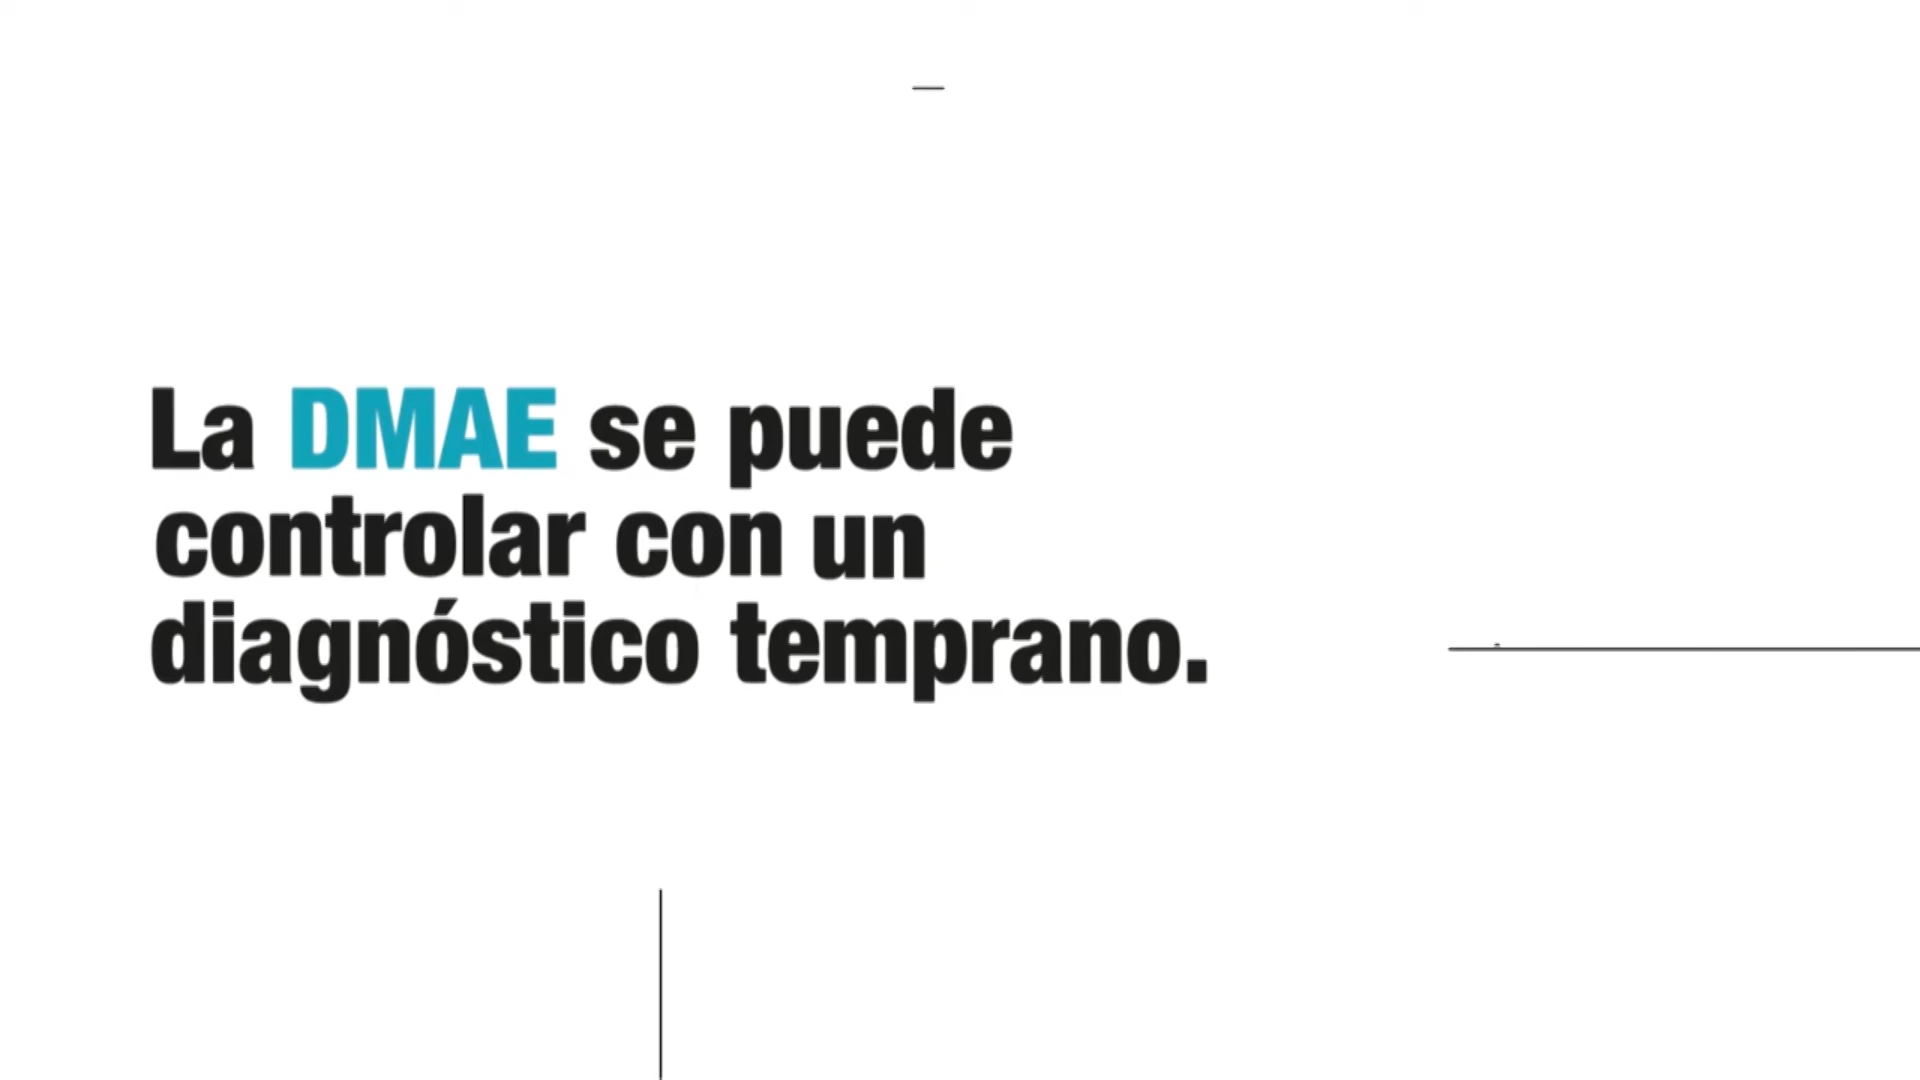 La DMAE se puede
controlar con un
diagnóstico temprano.